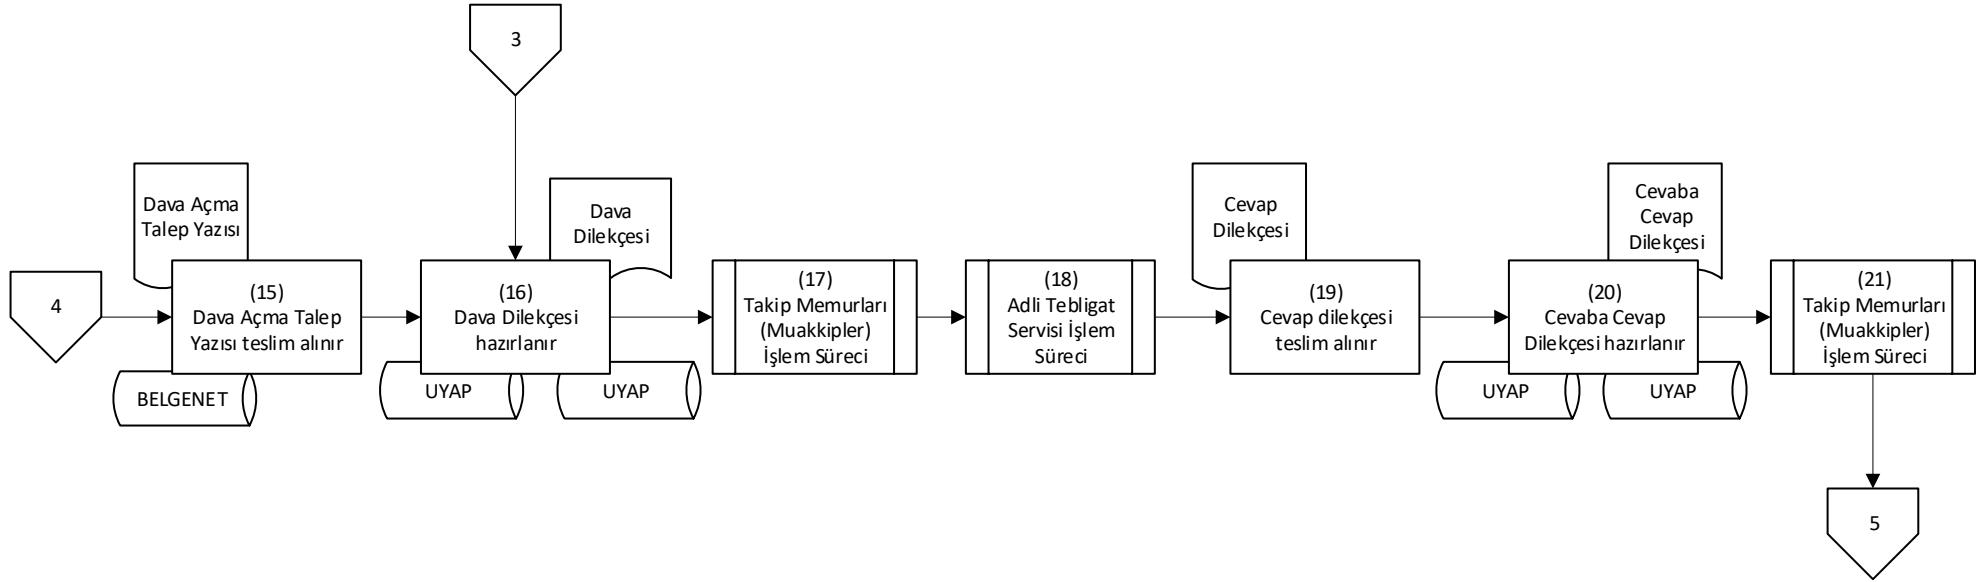 3
Dava Açma
Talep Yazısı
Dava
Dilekçesi
Cevap
Dilekçesi
Cevaba
Cevap
Dilekçesi
4
(15)
Dava Açma Talep
Yazısı teslim alınır
(16)
Dava Dilekçesi
hazırlanır
(17)
Takip Memurları
(Muakkipler)
İşlem Süreci
(18)
Adli Tebligat
Servisi İşlem
Süreci
(19)
Cevap dilekçesi
teslim alınır
(20)
Cevaba Cevap
Dilekçesi hazırlanır
(21)
Takip Memurları
(Muakkipler)
İşlem Süreci
BELGENET
UYAP
UYAP
UYAP
UYAP
5